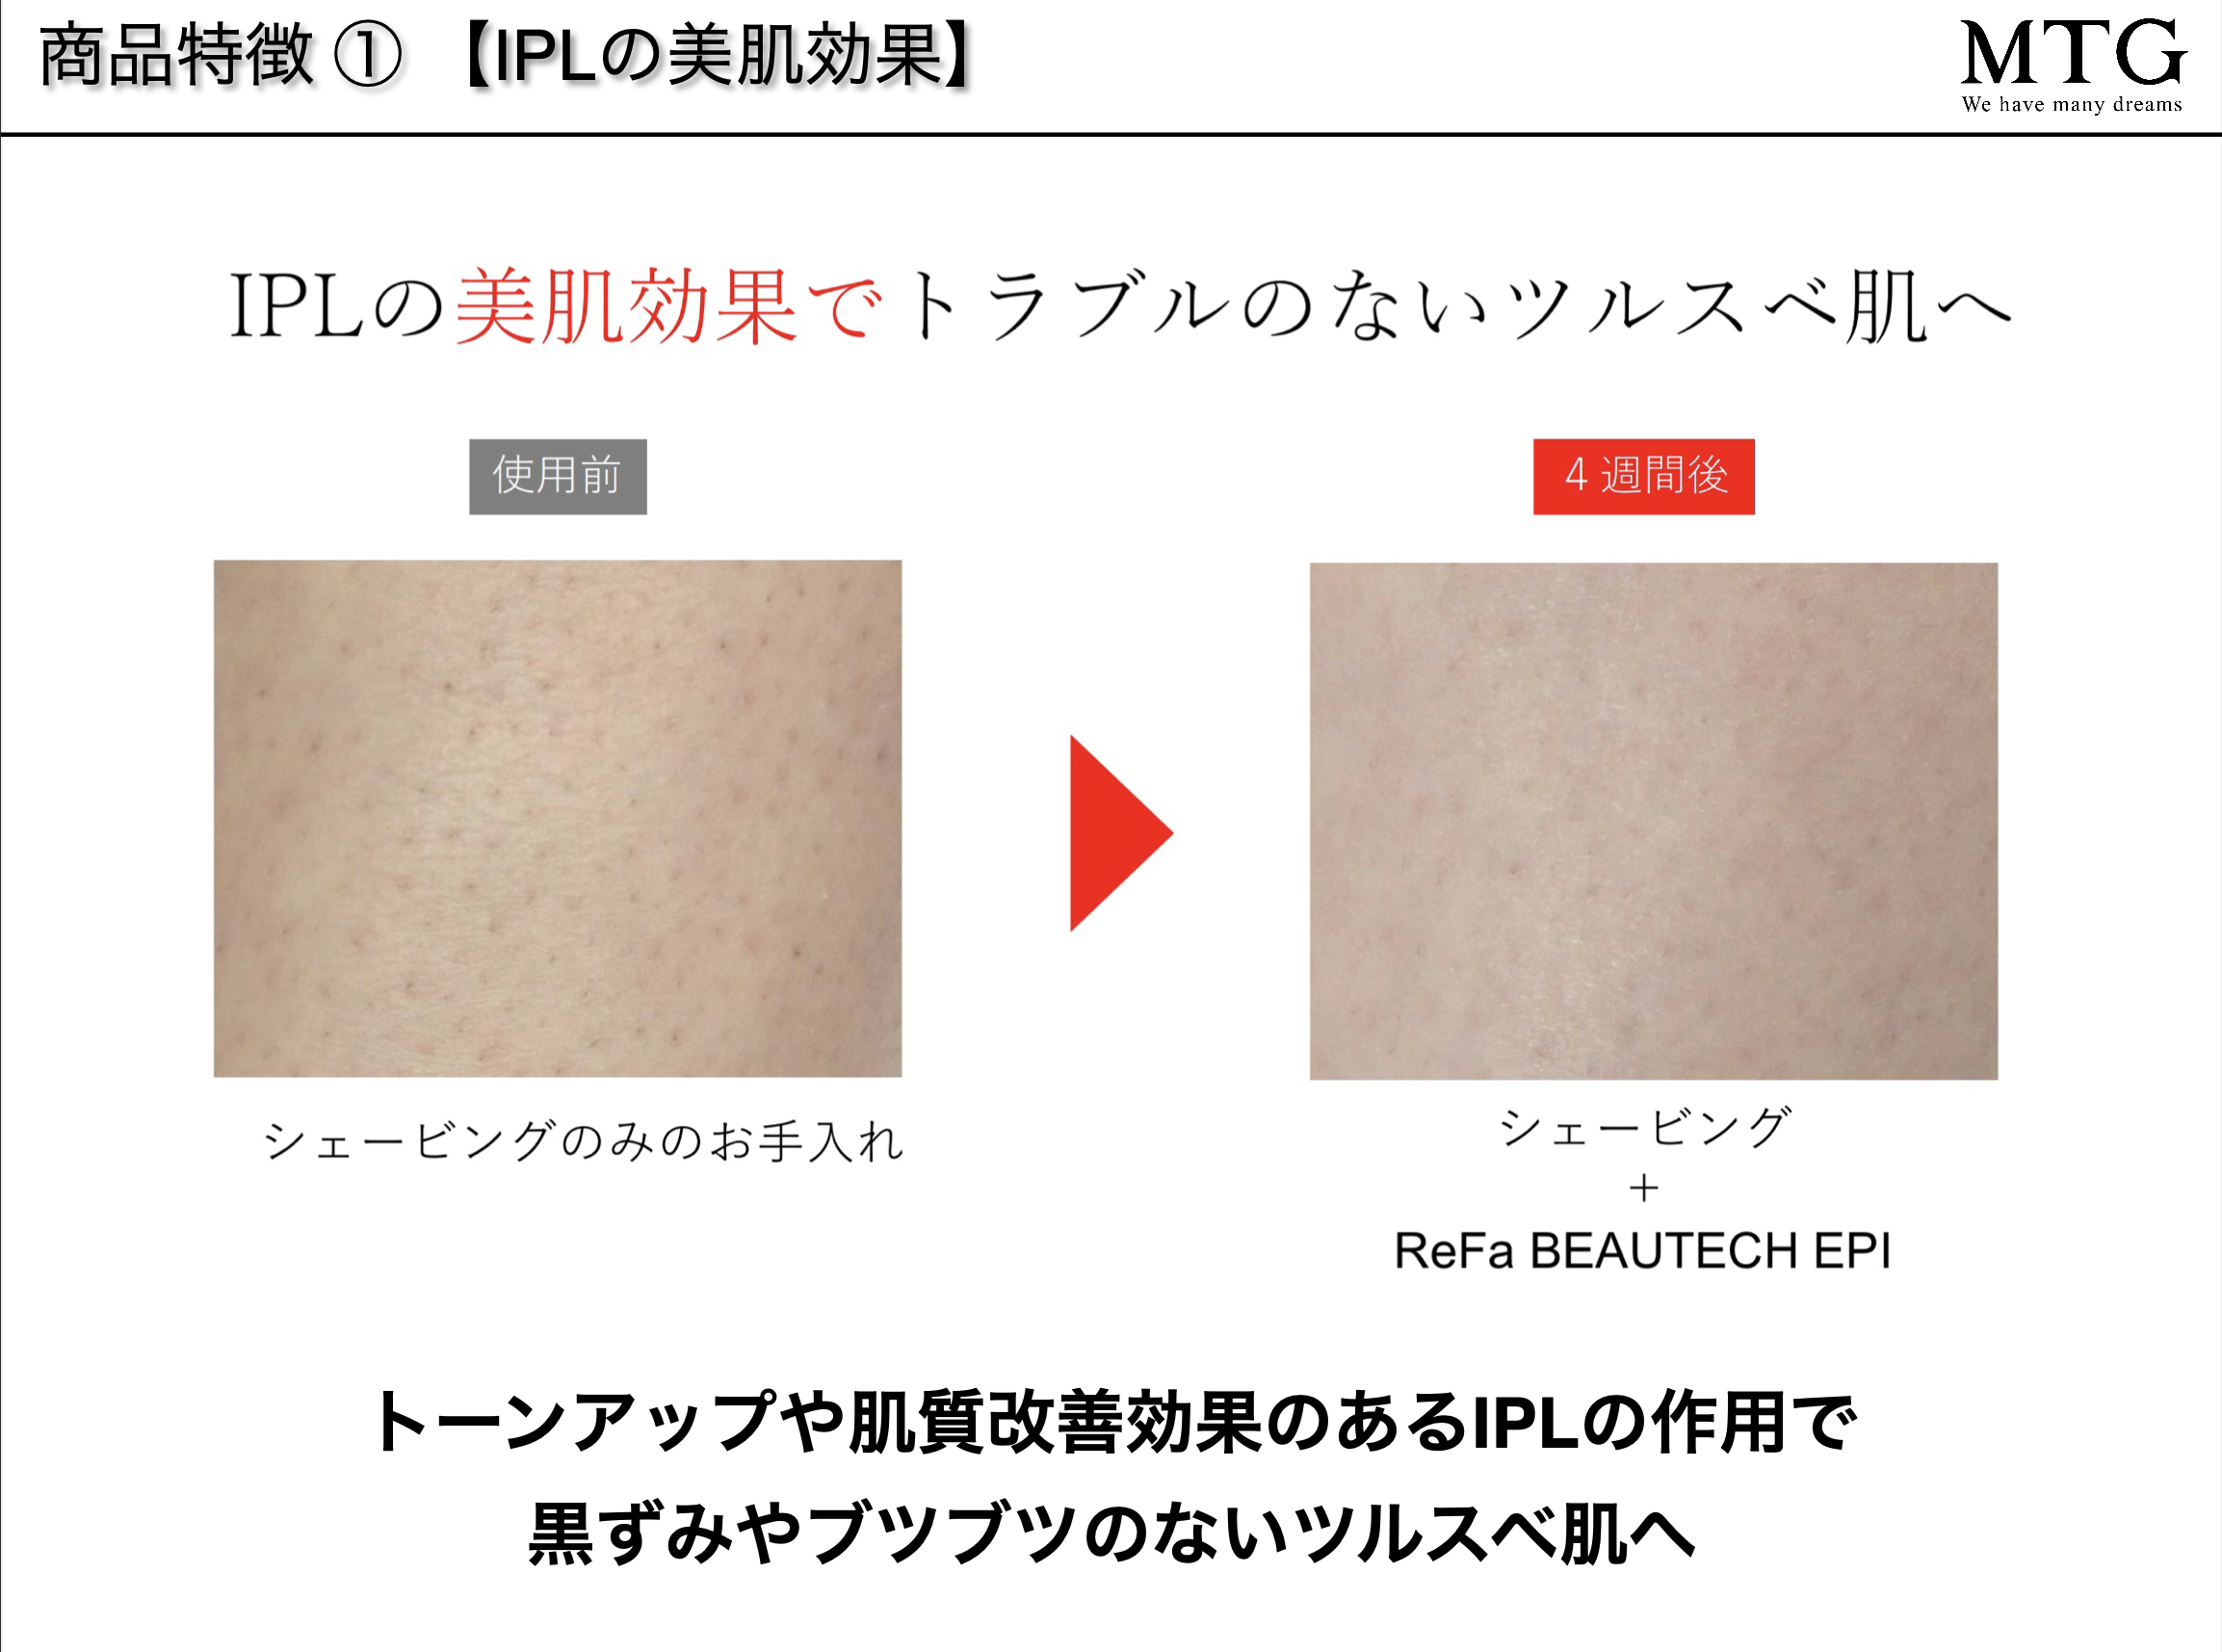 商品特徴 ① 【IPLの美肌効果】
MTG
We have many dreams
IPLの美肌効果でトラブルのないツルスベ肌へ
使用前
4 週間後
シェービングのみのお手入れ
シェービング
+
ReFa BEAUTECH EPI
トーンアップや肌質改善効果のあるIPLの作用で
黒ずみやブツブツのないツルスベ肌へ